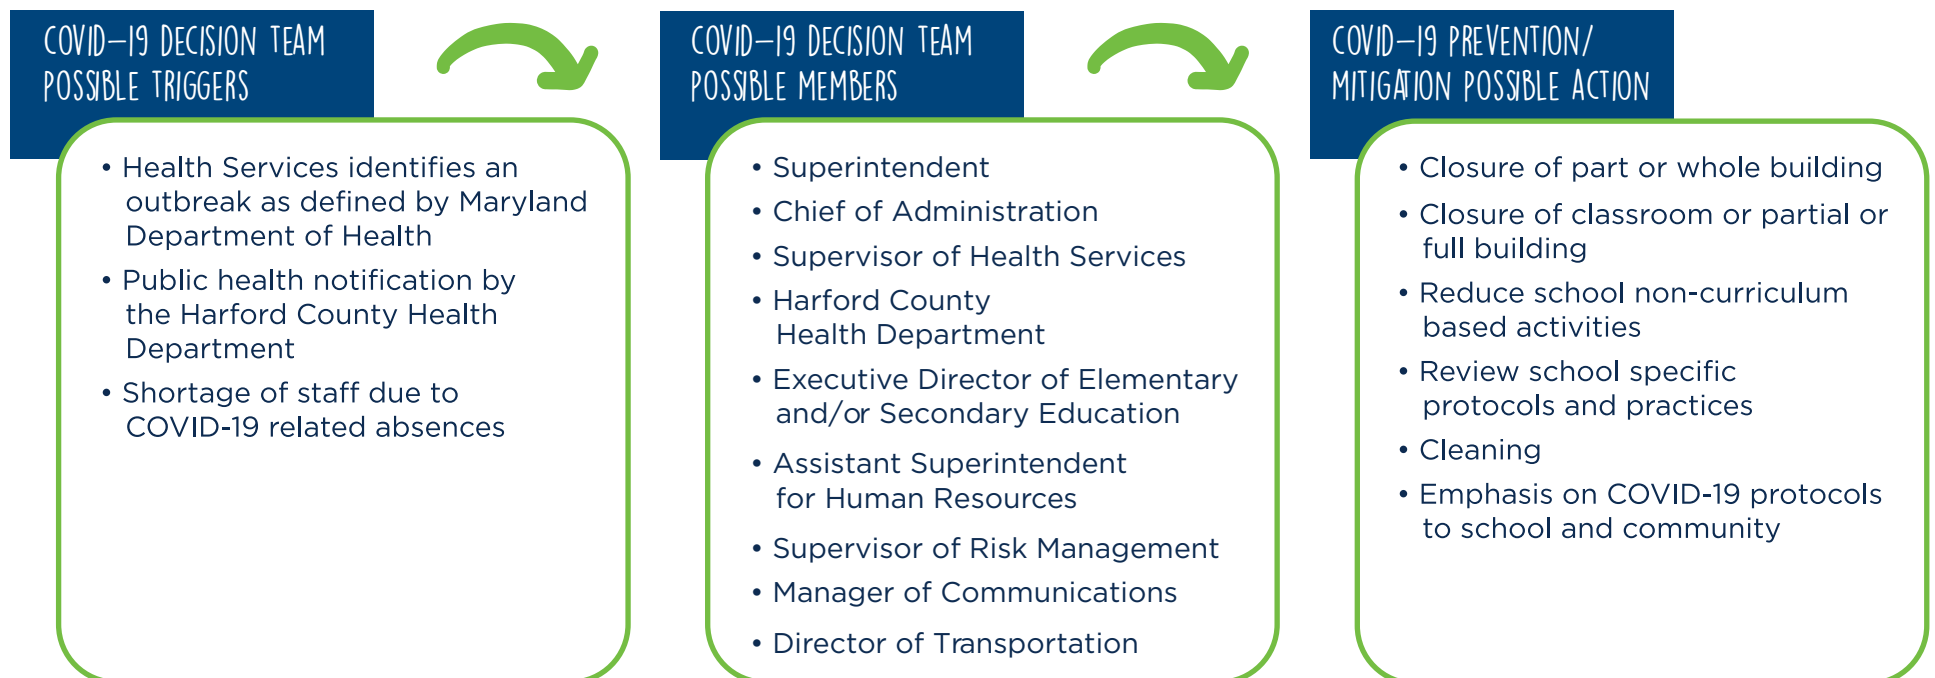 COVID-19 DECISION TEAM
POSSIBLE TRIGGERS
• Health Services identifies an
outbreak as defined by Maryland
Department of Health
• Public health notification by
the Harford County Health
Department
• Shortage of staff due to
COVID-19 related absences
COVID-19 DECISION TEAM
POSSIBLE MEMBERS
• Superintendent
• Chief of Administration
• Supervisor of Health Services
• Harford County
Health Department
• Executive Director of Elementary
and/or Secondary Education
• Assistant Superintendent
for Human Resources
• Supervisor of Risk Management
• Manager of Communications
• Director of Transportation
COVID-19 PREVENTION/
MITIGATION POSSIBLE ACTION
• Closure of part or whole building
• Closure of classroom or partial or
full building
• Reduce school non-curriculum
based activities
• Review school specific
protocols and practices
• Cleaning
• Emphasis on COVID-19 protocols
to school and community